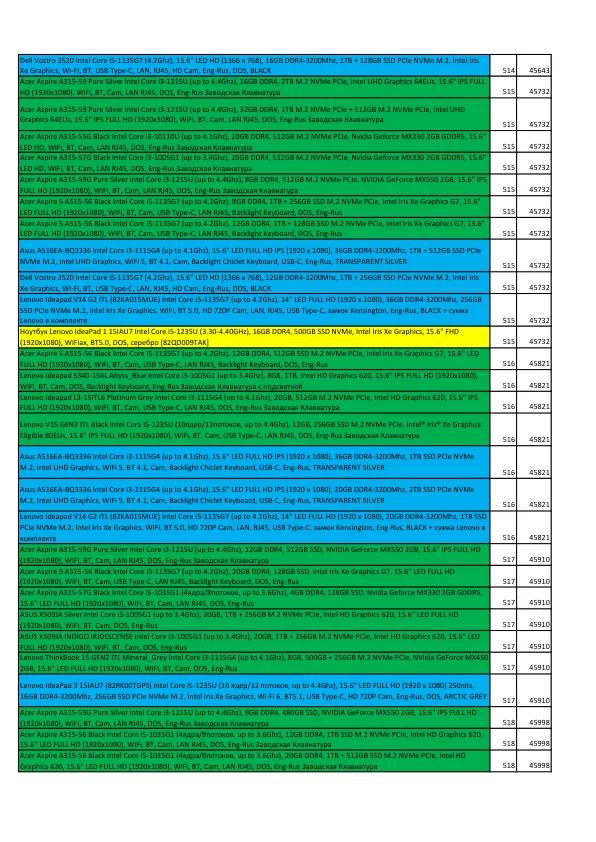 Dell Vostro 3520 Intel Core i5-1135G7 (4.2Ghz), 15.6" LED HD (1366 x 768), 16GB DDR4-3200Mhz, 1TB + 128GB SSD PCIe NVMe M.2, Intel Iris
Xe Graphics, Wi-Fi, BT, USB Type-C, LAN, RJ45, HD Cam, Eng-Rus, DOS, BLACK 514 45643
Acer Aspire A315-59 Pure Silver Intel Core i3-1215U (up to 4.4Ghz), 16GB DDR4, 2TB M.2 NVMe PCIe, Intel UHD Graphics 64EUs, 15.6" IPS FULL
HD (1920x1080), WiFi, BT, Cam, LAN RJ45, DOS, Eng-Rus Заводская Клавиатура 515 45732
Acer Aspire A315-59 Pure Silver Intel Core i3-1215U (up to 4.4Ghz), 32GB DDR4, 1TB M.2 NVMe PCIe + 512GB M.2 NVMe PCIe, Intel UHD
Graphics 64EUs, 15.6" IPS FULL HD (1920x1080), WiFi, BT, Cam, LAN RJ45, DOS, Eng-Rus Заводская Клавиатура
515 45732
Acer Aspire A315-55G Black Intel Core i3-10110U (up to 4.1Ghz), 20GB DDR4, 512GB M.2 NVMe PCIe, Nvidia Geforce MX230 2GB GDDR5, 15.6"
LED HD, WiFi, BT, Cam, LAN RJ45, DOS, Eng-Rus Заводская Клавиатура 515 45732
Acer Aspire A315-57G Black Intel Core i3-1005G1 (up to 3.4Ghz), 20GB DDR4, 256GB M.2 NVMe PCIe, Nvidia GeForce MX330 2GB GDDR5, 15.6"
LED FULL HD, WiFi, BT, Cam, LAN RJ45, DOS, Eng-Rus Заводская Клавиатура 515 45732
Acer Aspire A315-59G Pure Silver Intel Core i3-1215U (up to 4.4Ghz), 8GB DDR4, 512GB M.2 NVMe PCIe, NVIDIA GeForce MX550 2GB, 15.6" IPS
FULL HD (1920x1080), WiFi, BT, Cam, LAN RJ45, DOS, Eng-Rus Заводская Клавиатура 515 45732
Acer Aspire 5 A515-56 Black Intel Core i5-1135G7 (up to 4.2Ghz), 8GB DDR4, 1TB + 256GB SSD M.2 NVMe PCIe, Intel Iris Xe Graphics G7, 15.6"
LED FULL HD (1920x1080), WiFi, BT, Cam, USB Type-C, LAN RJ45, Backlight Keyboard, DOS, Eng-Rus 515 45732
Acer Aspire 5 A515-56 Black Intel Core i5-1135G7 (up to 4.2Ghz), 12GB DDR4, 1TB + 128GB SSD M.2 NVMe PCIe, Intel Iris Xe Graphics G7, 15.6"
LED FULL HD (1920x1080), WiFi, BT, Cam, USB Type-C, LAN RJ45, Backlight Keyboard, DOS, Eng-Rus 515 45732
Asus A516EA-BQ3336 Intel Core i3-1115G4 (up to 4.1Ghz), 15.6" LED FULL HD IPS (1920 x 1080), 36GB DDR4-3200Mhz, 1TB + 512GB SSD PCIe
NVMe M.2, Intel UHD Graphics, WiFi 5, BT 4.1, Cam, Backlight Chiclet Keyboard, USB-C, Eng-Rus, TRANSPARENT SILVER
515 45732
Dell Vostro 3520 Intel Core i5-1135G7 (4.2Ghz), 15.6" LED HD (1366 x 768), 12GB DDR4-3200Mhz, 1TB + 256GB SSD PCIe NVMe M.2, Intel Iris
Xe Graphics, Wi-Fi, BT, USB Type-C, LAN, RJ45, HD Cam, Eng-Rus, DOS, BLACK 515 45732
Lenovo Ideapad V14 G2 ITL (82KA015MUE) Intel Core i5-1135G7 (up to 4.2Ghz), 14" LED FULL HD (1920 x 1080), 36GB DDR4-3200Mhz, 256GB
SSD PCIe NVMe M.2, Intel Iris Xe Graphics, WiFi, BT 5.0, HD 720P Cam, LAN, RJ45, USB Type-C, замок Kensington, Eng-Rus, BLACK + сумка
Lenovo в комплекте 515 45732
Ноутбук Lenovo IdeaPad 1 15IAU7 Intel Core i5-1235U (3.30-4.40GHz), 16GB DDR4, 500GB SSD NVMe, Intel Iris Xe Graphics, 15.6" FHD
(1920x1080), WiFiax, BT5.0, DOS, серебро [82QD009TAK] 515 45732
Acer Aspire 5 A515-56 Black Intel Core i5-1135G7 (up to 4.2Ghz), 12GB DDR4, 512GB SSD M.2 NVMe PCIe, Intel Iris Xe Graphics G7, 15.6" LED
FULL HD (1920x1080), WiFi, BT, Cam, USB Type-C, LAN RJ45, Backlight Keyboard, DOS, Eng-Rus 516 45821
Lenovo Ideapad S340-15IIL Abyss_Blue Intel Core i3-1005G1 (up to 3.4Ghz), 8GB, 1TB, Intel HD Graphics 620, 15.6" IPS FULL HD (1920x1080),
WiFi, BT, Cam, DOS, Backlight Keyboard, Eng-Rus Заводская Клавиатура с подсветкой 516 45821
Lenovo Ideapad L3-15ITL6 Platinum Grey Intel Core i3-1115G4 (up to 4.1Ghz), 20GB, 512GB M.2 NVMe PCIe, Intel HD Graphics 620, 15.6" IPS
FULL HD (1920x1080), WiFi, BT, Cam, USB Type-C, LAN RJ45, DOS, Eng-Rus Заводская Клавиатура 516 45821
Lenovo V15 GEN3 ITL Black Intel Core i5-1235U (10ядер/12потоков, up to 4.4Ghz), 12GB, 256GB SSD M.2 NVMe PCIe, Intel® Iris® Xe Graphics
Eligible 80EUs, 15.6" IPS FULL HD (1920x1080), WiFi, BT, Cam, USB Type-C, LAN RJ45, DOS, Eng-Rus Заводская Клавиатура
516 45821
Asus A516EA-BQ3336 Intel Core i3-1115G4 (up to 4.1Ghz), 15.6" LED FULL HD IPS (1920 x 1080), 36GB DDR4-3200Mhz, 1TB SSD PCIe NVMe
M.2, Intel UHD Graphics, WiFi 5, BT 4.1, Cam, Backlight Chiclet Keyboard, USB-C, Eng-Rus, TRANSPARENT SILVER
516 45821
Asus A516EA-BQ3336 Intel Core i3-1115G4 (up to 4.1Ghz), 15.6" LED FULL HD IPS (1920 x 1080), 20GB DDR4-3200Mhz, 2TB SSD PCIe NVMe
M.2, Intel UHD Graphics, WiFi 5, BT 4.1, Cam, Backlight Chiclet Keyboard, USB-C, Eng-Rus, TRANSPARENT SILVER
516 45821
Lenovo Ideapad V14 G2 ITL (82KA015MUE) Intel Core i5-1135G7 (up to 4.2Ghz), 14" LED FULL HD (1920 x 1080), 20GB DDR4-3200Mhz, 1TB SSD
PCIe NVMe M.2, Intel Iris Xe Graphics, WiFi, BT 5.0, HD 720P Cam, LAN, RJ45, USB Type-C, замок Kensington, Eng-Rus, BLACK + сумка Lenovo в
комплекте 516 45821
Acer Aspire A315-59G Pure Silver Intel Core i3-1215U (up to 4.4Ghz), 12GB DDR4, 512GB SSD, NVIDIA GeForce MX550 2GB, 15.6" IPS FULL HD
(1920x1080), WiFi, BT, Cam, LAN RJ45, DOS, Eng-Rus Заводская Клавиатура 517 45910
Acer Aspire 5 A515-56 Black Intel Core i5-1135G7 (up to 4.2Ghz), 20GB DDR4, 128GB SSD, Intel Iris Xe Graphics G7, 15.6" LED FULL HD
(1920x1080), WiFi, BT, Cam, USB Type-C, LAN RJ45, Backlight Keyboard, DOS, Eng-Rus 517 45910
Acer Aspire A315-57G Black Intel Core i5-1035G1 (4ядра/8потоков, up to 3.6Ghz), 4GB DDR4, 128GB SSD, Nvidia GeForce MX330 2GB GDDR5,
15.6" LED FULL HD, WiFi, BT, Cam, LAN RJ45, DOS, Eng-Rus Заводская Клавиатура 517 45910
ASUS X509JA Silver Intel Core i3-1005G1 (up to 3.4Ghz), 20GB, 1TB + 256GB M.2 NVMe PCIe, Intel HD Graphics 620, 15.6" LED FULL HD
(1920x1080), WiFi, BT, Cam, DOS, Eng-Rus 517 45910
ASUS X509JA INDIGO IRIDESCENSE Intel Core i3-1005G1 (up to 3.4Ghz), 20GB, 1TB + 256GB M.2 NVMe PCIe, Intel HD Graphics 620, 15.6" LED
FULL HD (1920x1080), WiFi, BT, Cam, DOS, Eng-Rus 517 45910
Lenovo ThinkBook 15 GEN2 ITL Mineral_Grey Intel Core i3-1115G4 (up to 4.1Ghz), 8GB, 500GB + 256GB M.2 NVMe PCIe, NVidia GeForce MX450
2GB, 15.6" IPS FULL HD (1920x1080), WiFi, BT, Cam, DOS, Eng-Rus 517 45910
Lenovo IdeaPad 3 15IAU7 (82RK00TGPS) Intel Core i5-1235U (10 ядер/12 потоков, up to 4.4Ghz), 15.6" LED FULL HD (1920 x 1080) 250nits,
16GB DDR4-3200Mhz, 256GB SSD PCIe NVMe M.2, Intel Iris Xe Graphics, Wi-Fi 6, BT5.1, USB Type-C, HD 720P Cam, Eng-Rus, DOS, ARCTIC GREY
517 45910
Acer Aspire A315-59G Pure Silver Intel Core i3-1215U (up to 4.4Ghz), 8GB DDR4, 480GB SSD, NVIDIA GeForce MX550 2GB, 15.6" IPS FULL HD
(1920x1080), WiFi, BT, Cam, LAN RJ45, DOS, Eng-Rus Заводская Клавиатура 518 45998
Acer Aspire A315-56 Black Intel Core i5-1035G1 (4ядра/8потоков, up to 3.6Ghz), 12GB DDR4, 1TB SSD M.2 NVMe PCIe, Intel HD Graphics 620,
15.6" LED FULL HD (1920x1080), WiFi, BT, Cam, LAN RJ45, DOS, Eng-Rus Заводская Клавиатура 518 45998
Acer Aspire A315-56 Black Intel Core i5-1035G1 (4ядра/8потоков, up to 3.6Ghz), 20GB DDR4, 1TB + 512GB SSD M.2 NVMe PCIe, Intel HD
Graphics 620, 15.6" LED FULL HD (1920x1080), WiFi, BT, Cam, LAN RJ45, DOS, Eng-Rus Заводская Клавиатура 518 45998